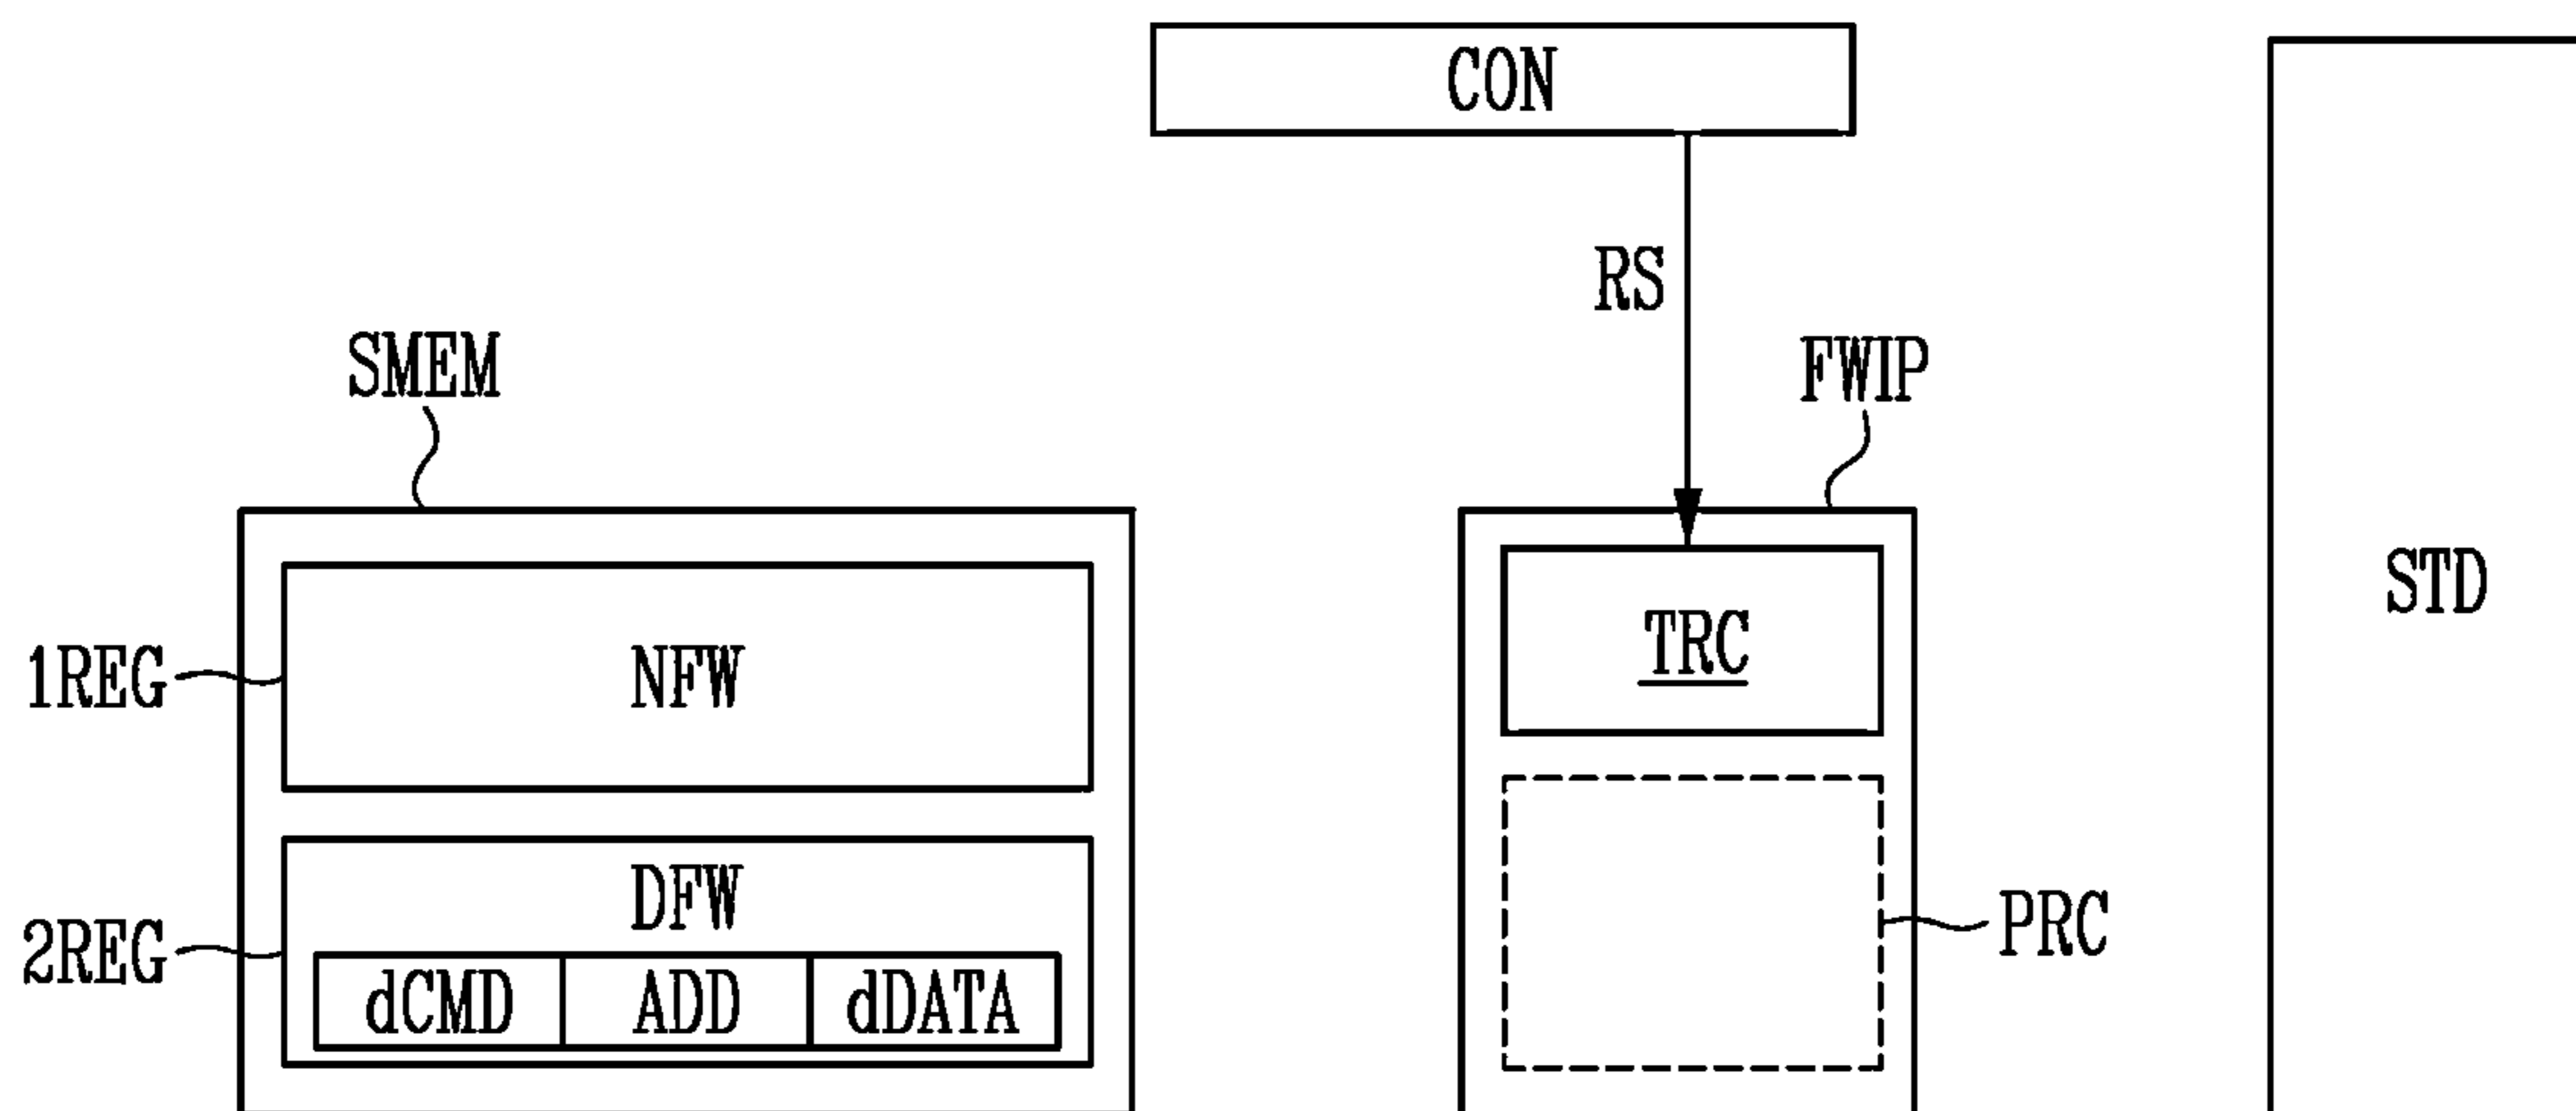 CON
RS
SMEM
FWIP
1REG
NFW
TRC
STD
2REG
DFW
dCMD ADD dDATA
PRC